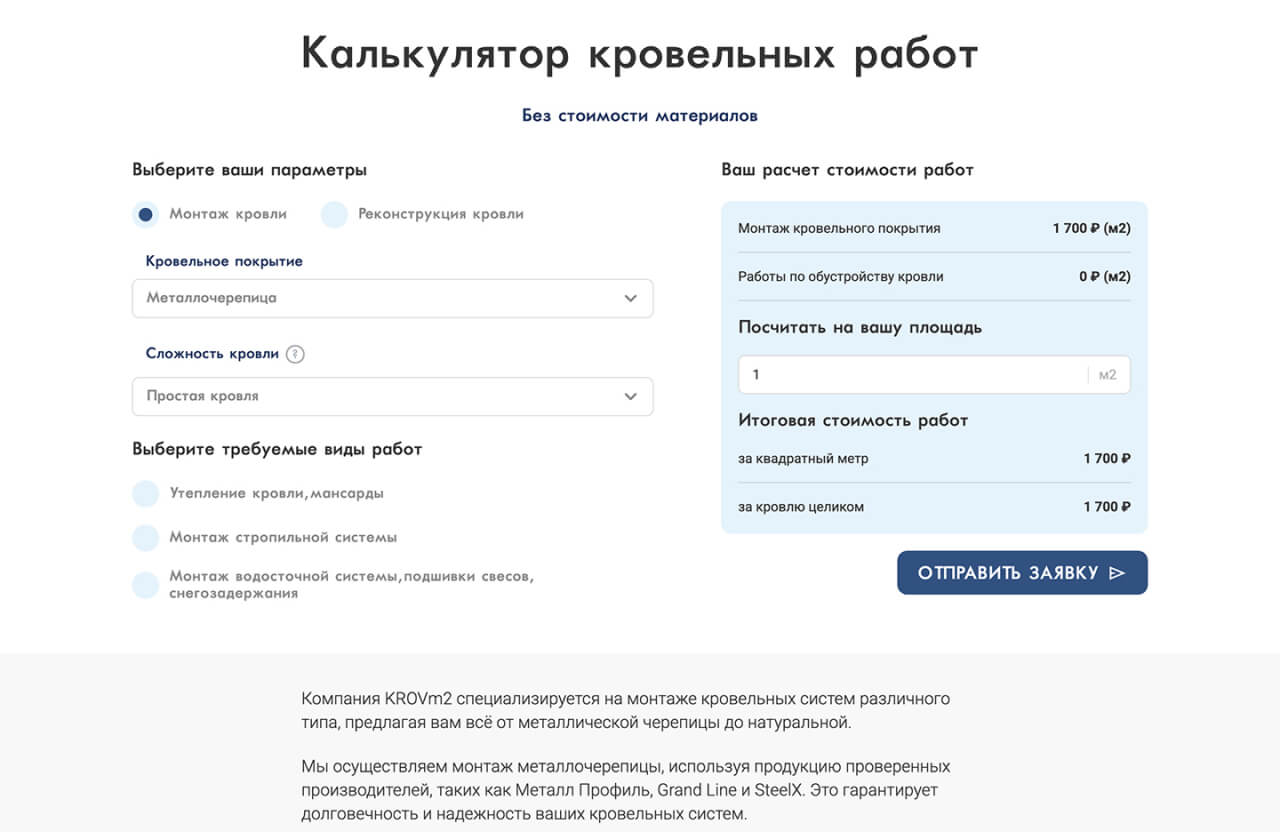 Калькулятор кровельных работ
Без стоимости материалов
Выберите ваши параметры
Монтаж кровли
Реконструкция кровли
Кровельное покрытие
Металлочерепица
Сложность кровли ?
Простая кровля
Выберите требуемые виды работ
Утепление кровли,мансарды
Монтаж стропильной системы
Монтаж водосточной системы,подшивки свесов,
снегозадержания
Ваш расчет стоимости работ
Монтаж кровельного покрытия 1 700 ₽ (м2)
Работы по обустройству кровли 0 ₽ (м2)
Посчитать на вашу площадь
1 м2
Итоговая стоимость работ
за квадратный метр 1 700 ₽
за кровлю целиком 1 700 ₽
ОТПРАВИТЬ ЗАЯВКУ
Компания KROVm2 специализируется на монтаже кровельных систем различного
типа, предлагая вам всё от металлической черепицы до натуральной.
Мы осуществляем монтаж металлочерепицы, используя продукцию проверенных
производителей, таких как Металл Профиль, Grand Line и SteelX. Это гарантирует
долговечность и надежность ваших кровельных систем.